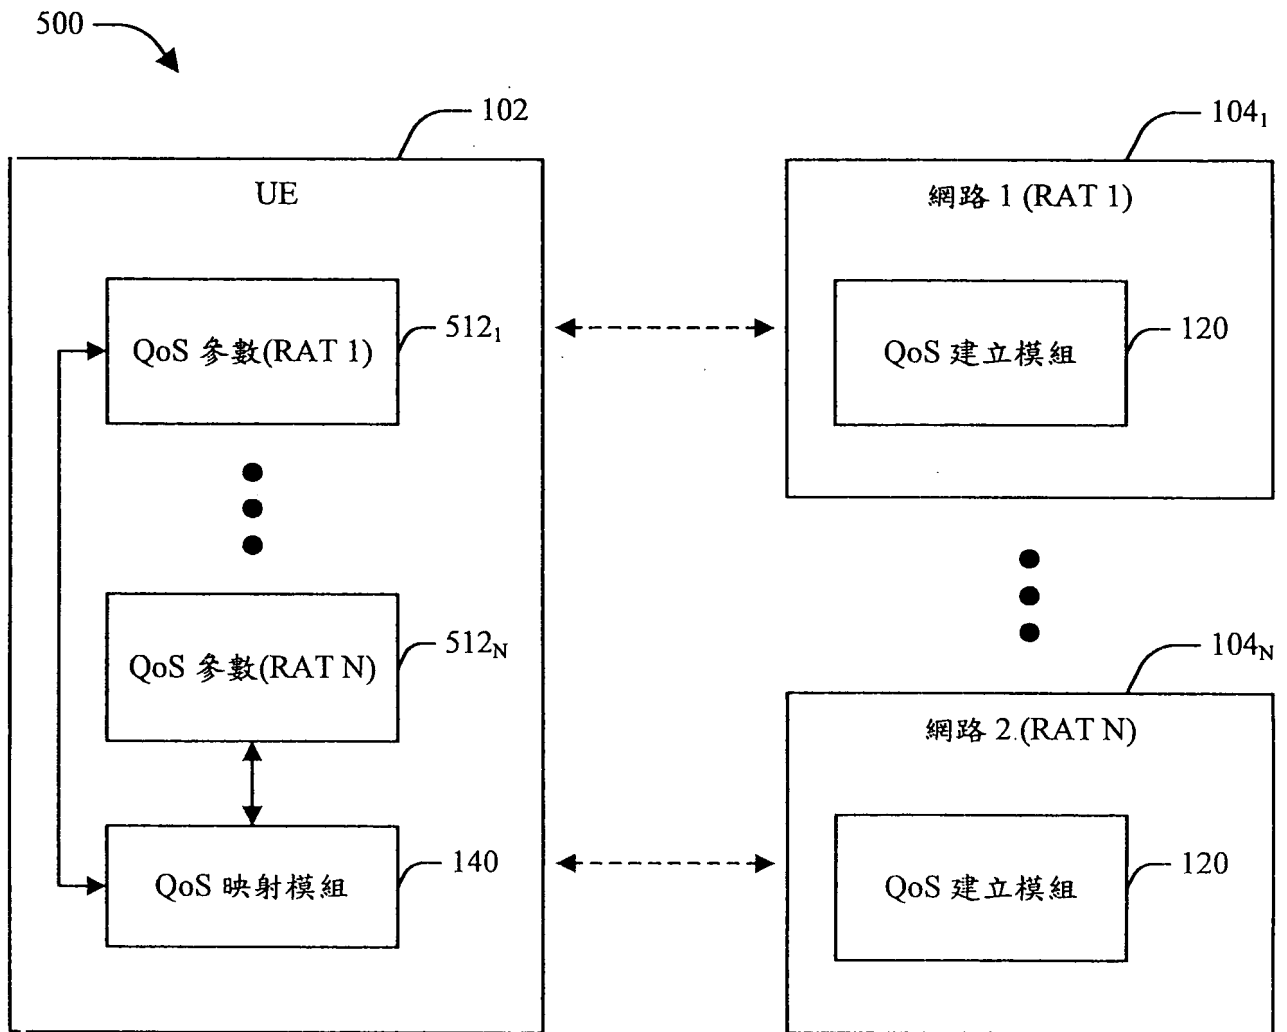 500
102
UE
QoS 參數(RAT 1)
512₁
QoS 參數(RAT N)
512_N
QoS 映射模組
140
104₁
網路 1 (RAT 1)
QoS 建立模組
120
104_N
網路 2 (RAT N)
QoS 建立模組
120